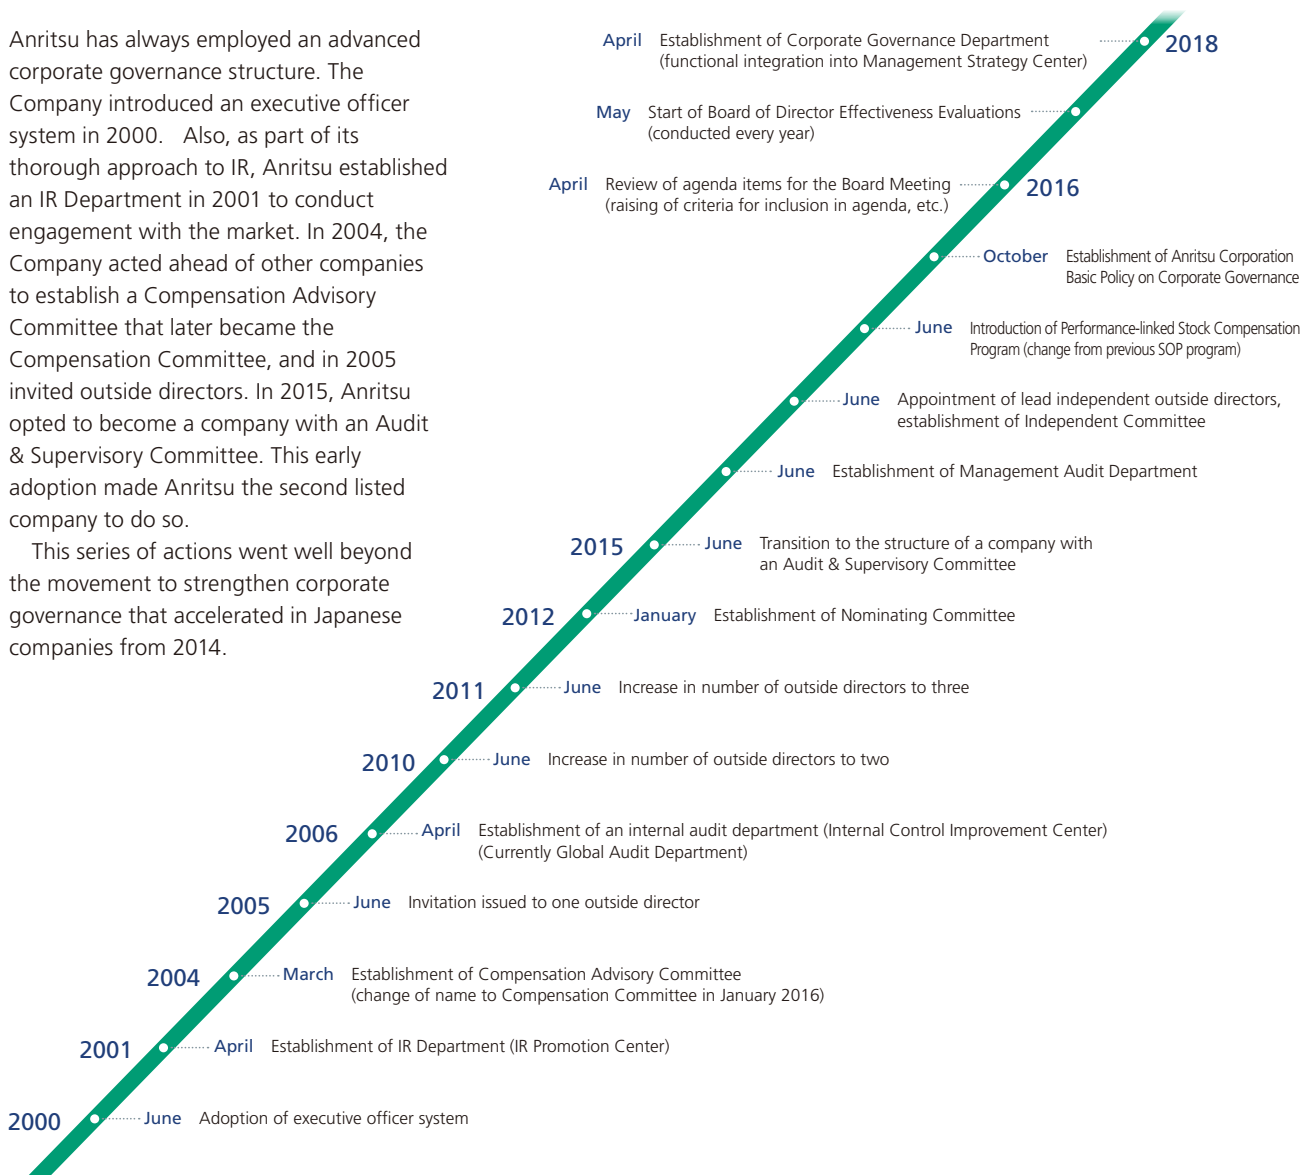 Anritsu has always employed an advanced
corporate governance structure. The
Company introduced an executive officer
system in 2000. Also, as part of its
thorough approach to IR, Anritsu established
an IR Department in 2001 to conduct
engagement with the market. In 2004, the
Company acted ahead of other companies
to establish a Compensation Advisory
Committee that later became the
Compensation Committee, and in 2005
invited outside directors. In 2015, Anritsu
opted to become a company with an Audit
& Supervisory Committee. This early
adoption made Anritsu the second listed
company to do so.
This series of actions went well beyond
the movement to strengthen corporate
governance that accelerated in Japanese
companies from 2014.
April Establishment of Corporate Governance Department 2018
(functional integration into Management Strategy Center)
May Start of Board of Director Effectiveness Evaluations
(conducted every year)
April Review of agenda items for the Board Meeting 2016
(raising of criteria for inclusion in agenda, etc.)
October Establishment of Anritsu Corporation
Basic Policy on Corporate Governance
June Introduction of Performance-linked Stock Compensation
Program (change from previous SOP program)
June Appointment of lead independent outside directors,
establishment of Independent Committee
June Establishment of Management Audit Department
2015 June Transition to the structure of a company with
an Audit & Supervisory Committee
2012 January Establishment of Nominating Committee
2011 June Increase in number of outside directors to three
2010 June Increase in number of outside directors to two
2006 April Establishment of an internal audit department (Internal Control Improvement Center)
(Currently Global Audit Department)
2005 June Invitation issued to one outside director
2004 March Establishment of Compensation Advisory Committee
(change of name to Compensation Committee in January 2016)
2001 April Establishment of IR Department (IR Promotion Center)
2000 June Adoption of executive officer system